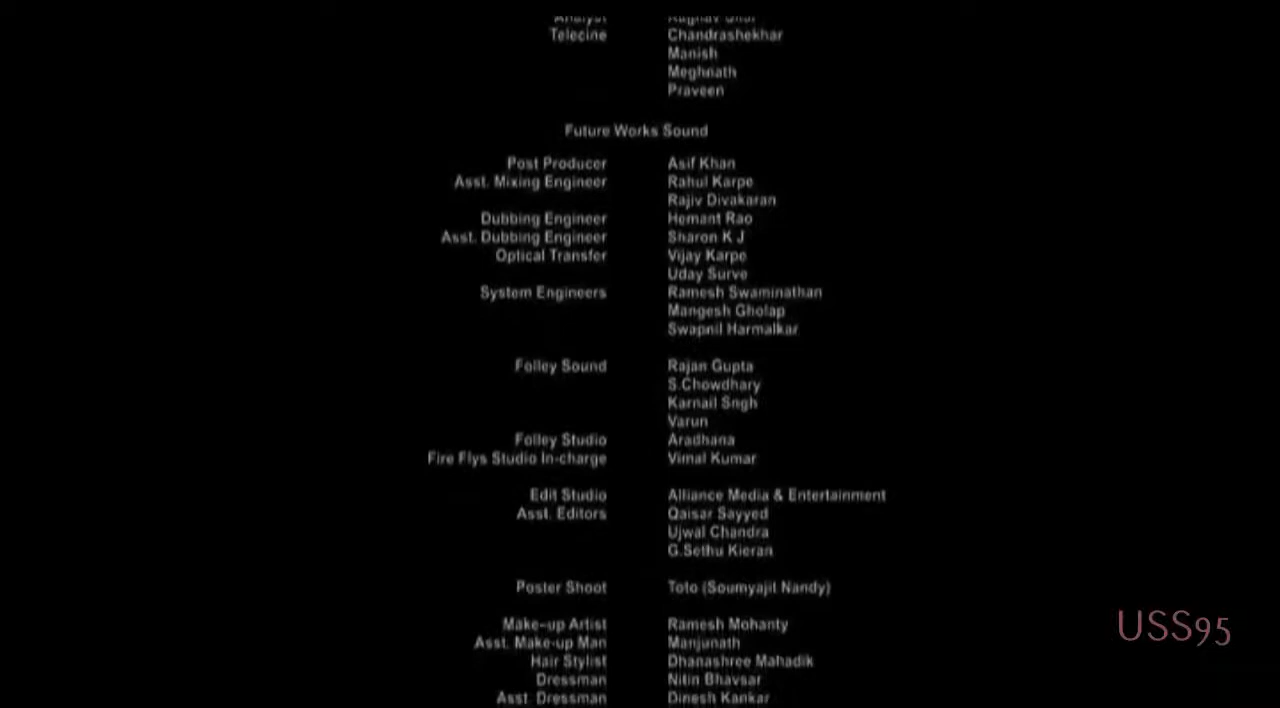 Analyst Raghav
Telecine Chandrashekhar
Manish
Meghnath
Praveen
Future Works Sound
Post Producer Asif Khan
Asst. Mixing Engineer Rahul Karpe
Rajiv Divakaran
Dubbing Engineer Hemant Rao
Asst. Dubbing Engineer Sharon K J
Optical Transfer Vijay Karpe
Uday Surve
System Engineers Ramesh Swaminathan
Mangesh Gholap
Swapnil Harmalkar
Folley Sound Rajan Gupta
S.Chowdhary
Karnail Sngh
Varun
Folley Studio Aradhana
Fire Flys Studio In-charge Vimal Kumar
Edit Studio Alliance Media & Entertainment
Asst. Editors Qaisar Sayyed
Ujwal Chandra
G.Sethu Kieran
Poster Shoot Toto (Soumyajit Nandy)
Make-up Artist Ramesh Mohanty
Asst. Make-up Man Manjunath
Hair Stylist Dhanashree Mahadik
Dressman Nitin Bhavsar
Asst. Dressman Dinesh Kankar
USS95